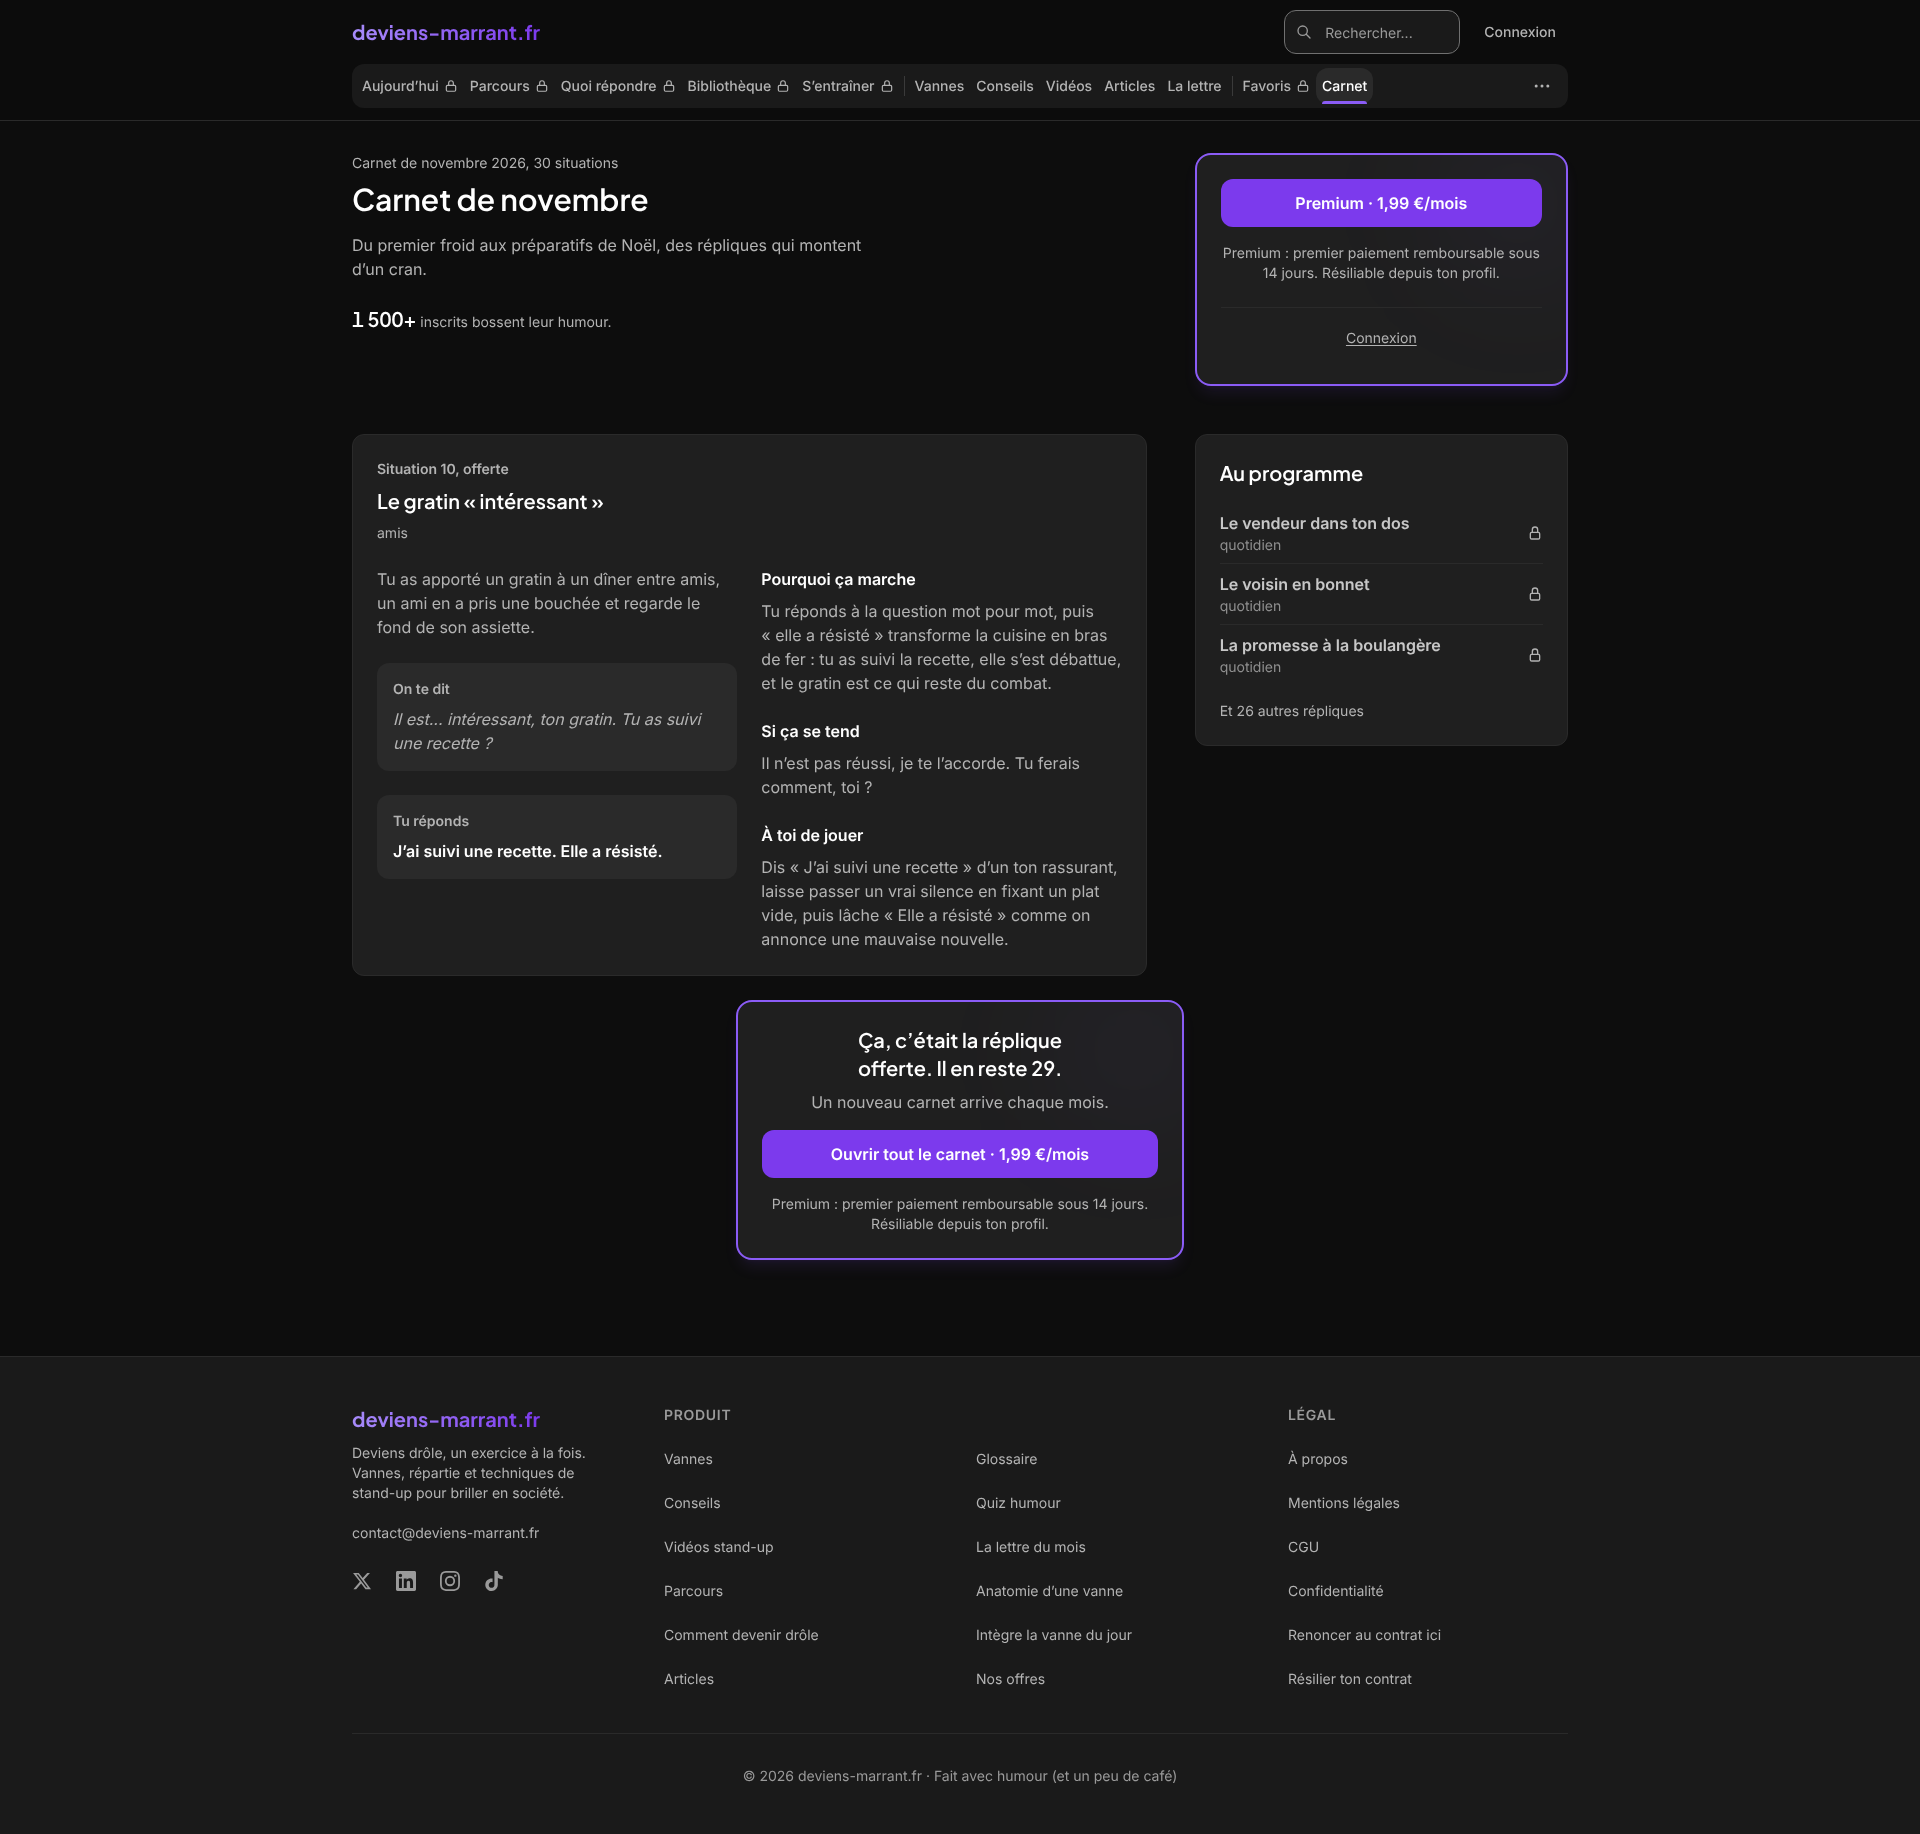 deviens-marrant.fr
Rechercher...
Connexion
Aujourd’hui
Parcours
Quoi répondre
Bibliothèque
S’entraîner
Vannes
Conseils
Vidéos
Articles
La lettre
Favoris
Carnet
Carnet de novembre 2026, 30 situations
Carnet de novembre
Du premier froid aux préparatifs de Noël, des répliques qui montent
d’un cran.
1 500+ inscrits bossent leur humour.
Premium · 1,99 €/mois
Premium : premier paiement remboursable sous
14 jours. Résiliable depuis ton profil.
Connexion
Situation 10, offerte
Le gratin « intéressant »
amis
Tu as apporté un gratin à un dîner entre amis,
un ami en a pris une bouchée et regarde le
fond de son assiette.
On te dit
Il est... intéressant, ton gratin. Tu as suivi
une recette ?
Tu réponds
J’ai suivi une recette. Elle a résisté.
Pourquoi ça marche
Tu réponds à la question mot pour mot, puis
« elle a résisté » transforme la cuisine en bras
de fer : tu as suivi la recette, elle s’est débattue,
et le gratin est ce qui reste du combat.
Si ça se tend
Il n’est pas réussi, je te l’accorde. Tu ferais
comment, toi ?
À toi de jouer
Dis « J’ai suivi une recette » d’un ton rassurant,
laisse passer un vrai silence en fixant un plat
vide, puis lâche « Elle a résisté » comme on
annonce une mauvaise nouvelle.
Au programme
Le vendeur dans ton dos
quotidien
Le voisin en bonnet
quotidien
La promesse à la boulangère
quotidien
Et 26 autres répliques
Ça, c’était la réplique
offerte. Il en reste 29.
Un nouveau carnet arrive chaque mois.
Ouvrir tout le carnet · 1,99 €/mois
Premium : premier paiement remboursable sous 14 jours.
Résiliable depuis ton profil.
deviens-marrant.fr
Deviens drôle, un exercice à la fois.
Vannes, répartie et techniques de
stand-up pour briller en société.
contact@deviens-marrant.fr
PRODUIT
Vannes
Conseils
Vidéos stand-up
Parcours
Comment devenir drôle
Articles
Glossaire
Quiz humour
La lettre du mois
Anatomie d’une vanne
Intègre la vanne du jour
Nos offres
LÉGAL
À propos
Mentions légales
CGU
Confidentialité
Renoncer au contrat ici
Résilier ton contrat
© 2026 deviens-marrant.fr · Fait avec humour (et un peu de café)